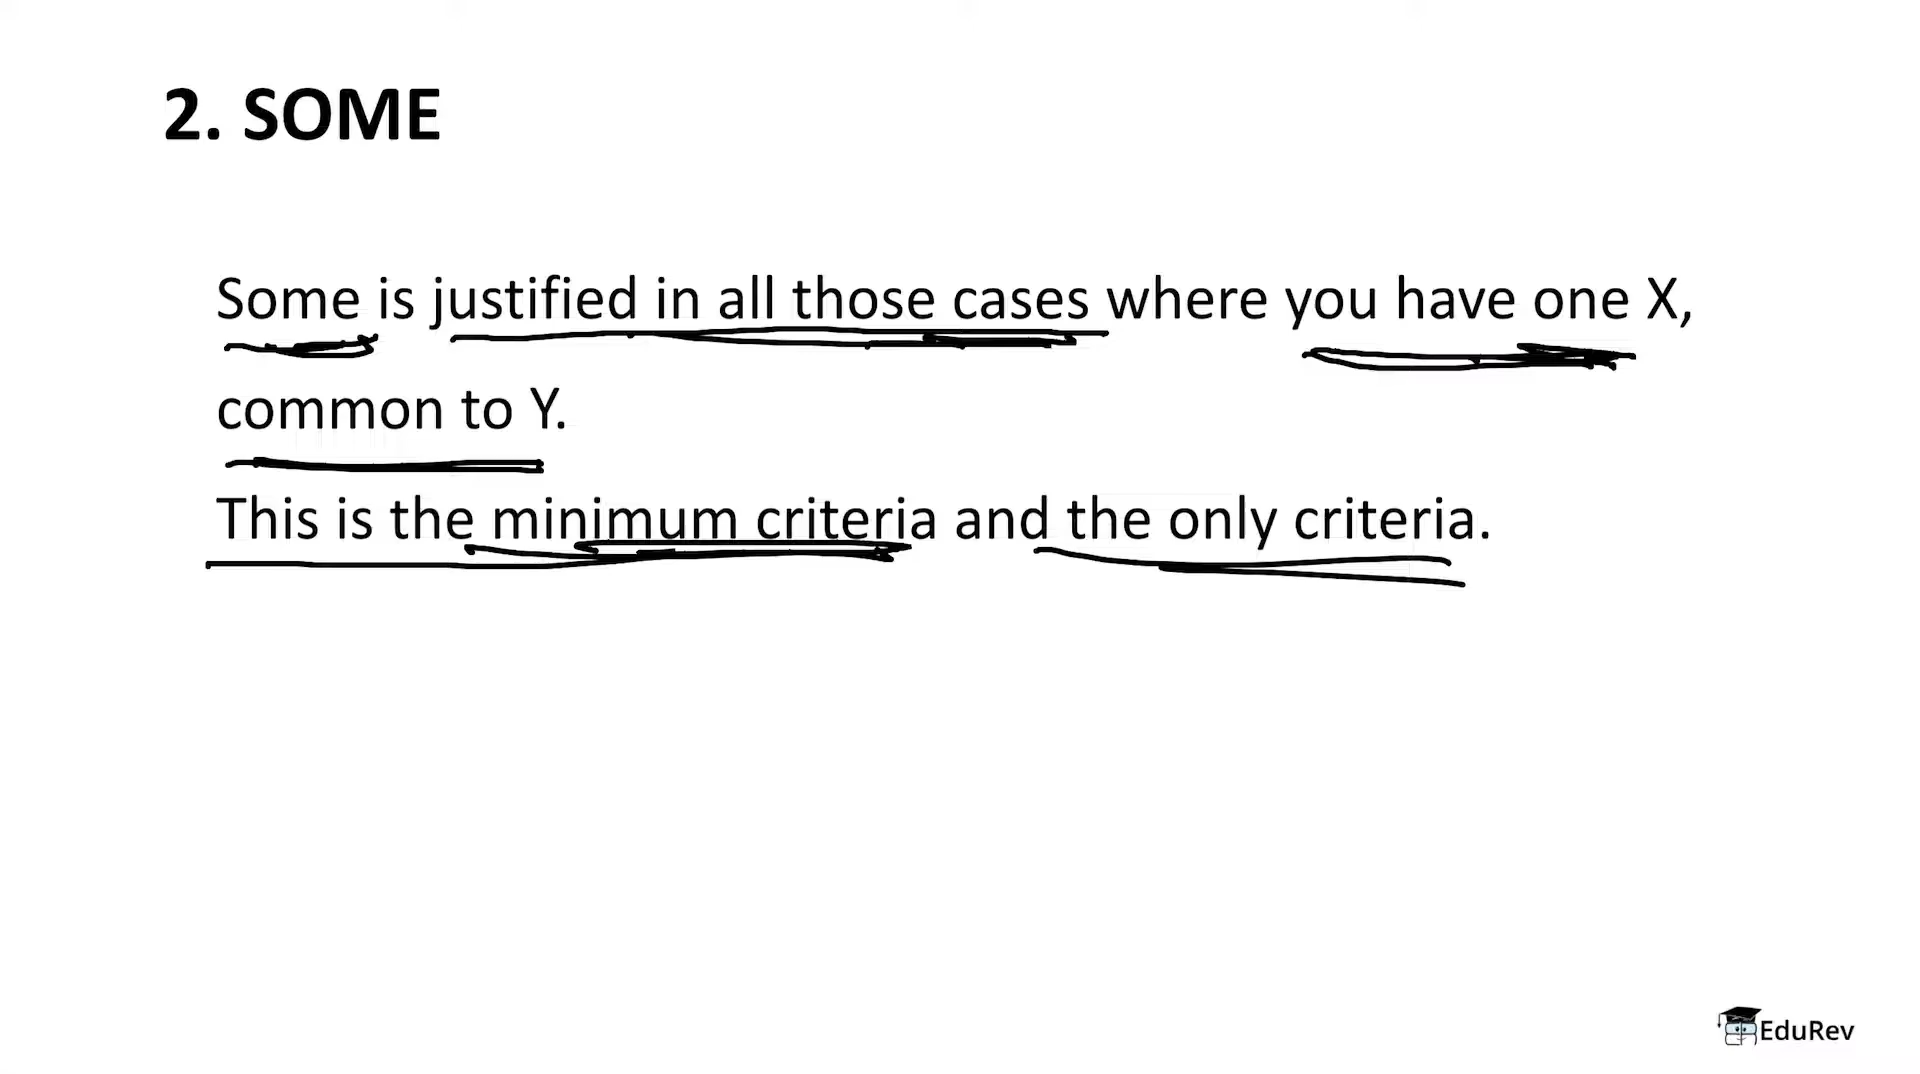 2. SOME
Some is justified in all those cases where you have one X,
common to Y.
This is the minimum criteria and the only criteria.
EduRev